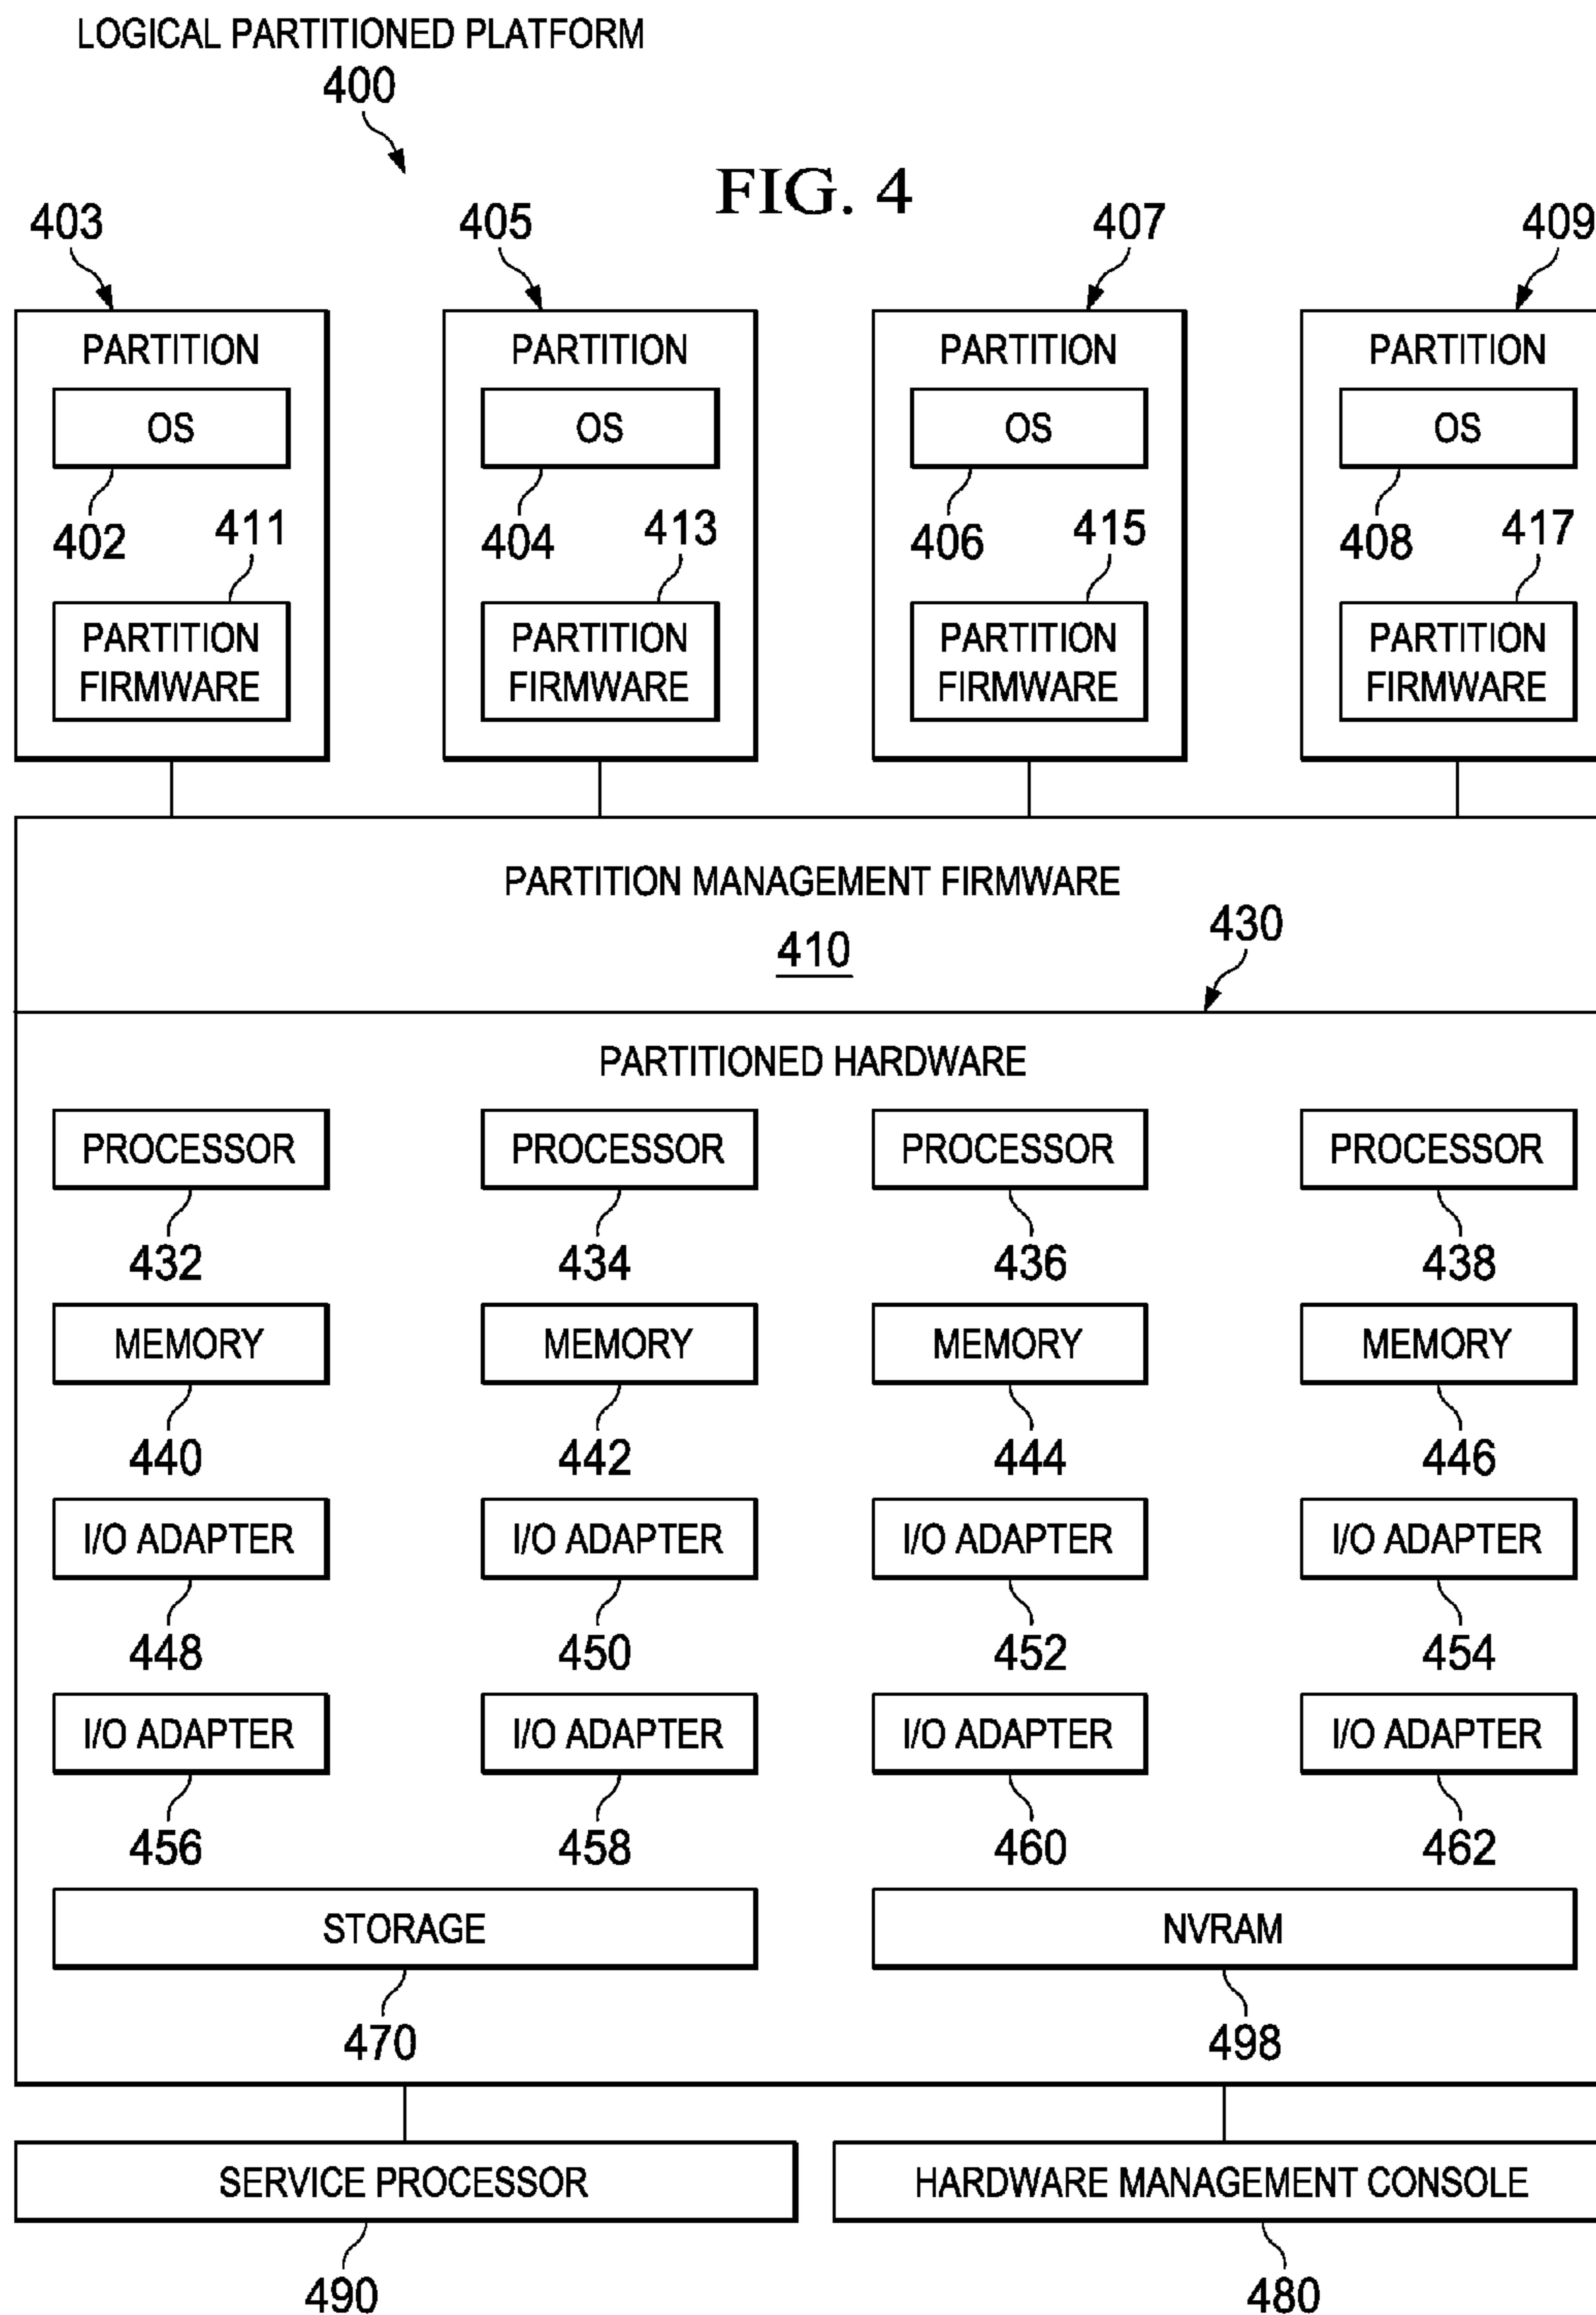 LOGICAL PARTITIONED PLATFORM
400
FIG. 4
403
405
407
409
PARTITION
PARTITION
PARTITION
PARTITION
OS
OS
OS
OS
402
411
404
413
406
415
408
417
PARTITION
FIRMWARE
PARTITION
FIRMWARE
PARTITION
FIRMWARE
PARTITION
FIRMWARE
PARTITION MANAGEMENT FIRMWARE
410
430
PARTITIONED HARDWARE
PROCESSOR
PROCESSOR
PROCESSOR
PROCESSOR
432
434
436
438
MEMORY
MEMORY
MEMORY
MEMORY
440
442
444
446
I/O ADAPTER
I/O ADAPTER
I/O ADAPTER
I/O ADAPTER
448
450
452
454
I/O ADAPTER
I/O ADAPTER
I/O ADAPTER
I/O ADAPTER
456
458
460
462
STORAGE
NVRAM
470
498
SERVICE PROCESSOR
HARDWARE MANAGEMENT CONSOLE
490
480